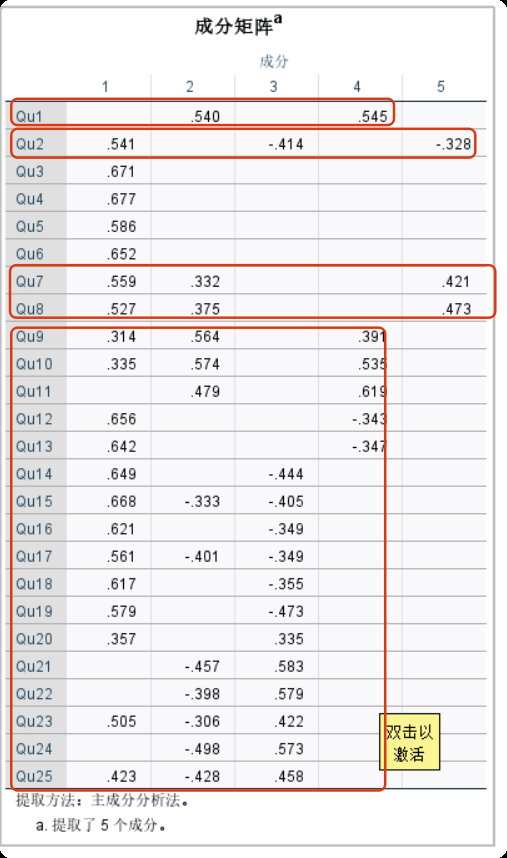 成分矩阵a
成分
1 2 3 4 5
Qu1 .540 .545
Qu2 .541 -.414 -.328
Qu3 .671
Qu4 .677
Qu5 .586
Qu6 .652
Qu7 .559 .332 .421
Qu8 .527 .375 .473
Qu9 .314 .564 .391
Qu10 .335 .574 .535
Qu11 .479 .619
Qu12 .656 -.343
Qu13 .642 -.347
Qu14 .649 -.444
Qu15 .668 -.333 -.405
Qu16 .621 -.349
Qu17 .561 -.401 -.349
Qu18 .617 -.355
Qu19 .579 -.473
Qu20 .357 .335
Qu21 -.457 .583
Qu22 -.398 .579
Qu23 .505 -.306 .422
Qu24 -.498 .573
Qu25 .423 -.428 .458
双击以
激活
提取方法：主成分分析法。
a. 提取了 5 个成分。